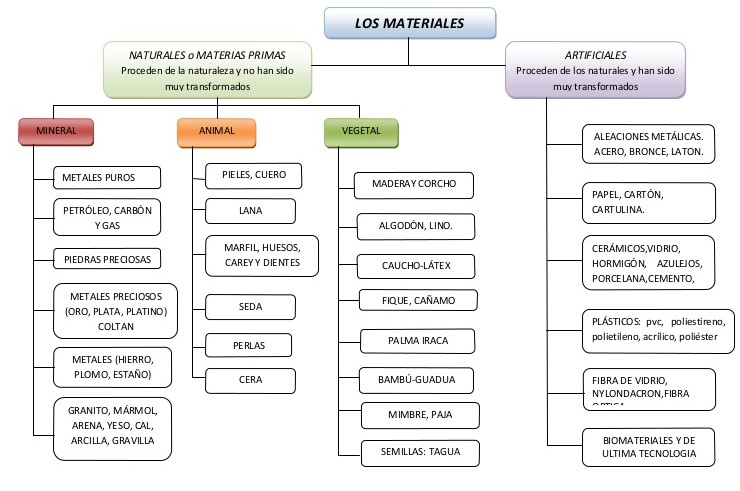 LOS MATERIALES
NATURALES o MATERIAS PRIMAS
Proceden de la naturaleza y no han sido
muy transformados
ARTIFICIALES
Proceden de los naturales y han sido
muy transformados
MINERAL
METALES PUROS
PETRÓLEO, CARBÓN
Y GAS
PIEDRAS PRECIOSAS
METALES PRECIOSOS
(ORO, PLATA, PLATINO)
COLTAN
METALES (HIERRO,
PLOMO, ESTAÑO)
GRANITO, MÁRMOL,
ARENA, YESO, CAL,
ARCILLA, GRAVILLA
ANIMAL
PIELES, CUERO
LANA
MARFIL, HUESOS,
CAREY Y DIENTES
SEDA
PERLAS
CERA
VEGETAL
MADERA Y CORCHO
ALGODÓN, LINO.
CAUCHO-LÁTEX
FIQUE, CAÑAMO
PALMA IRACA
BAMBÚ-GUADUA
MIMBRE, PAJA
SEMILLAS: TAGUA
ALEACIONES METÁLICAS.
ACERO, BRONCE, LATON.
PAPEL, CARTÓN,
CARTULINA.
CERÁMICOS,VIDRIO,
HORMIGÓN, AZULEJOS,
PORCELANA,CEMENTO,
PLÁSTICOS: pvc, poliestireno,
polietileno, acrílico, poliéster
FIBRA DE VIDRIO,
NYLONDACRON,FIBRA
OPTICA
BIOMATERIALES Y DE
ULTIMA TECNOLOGIA